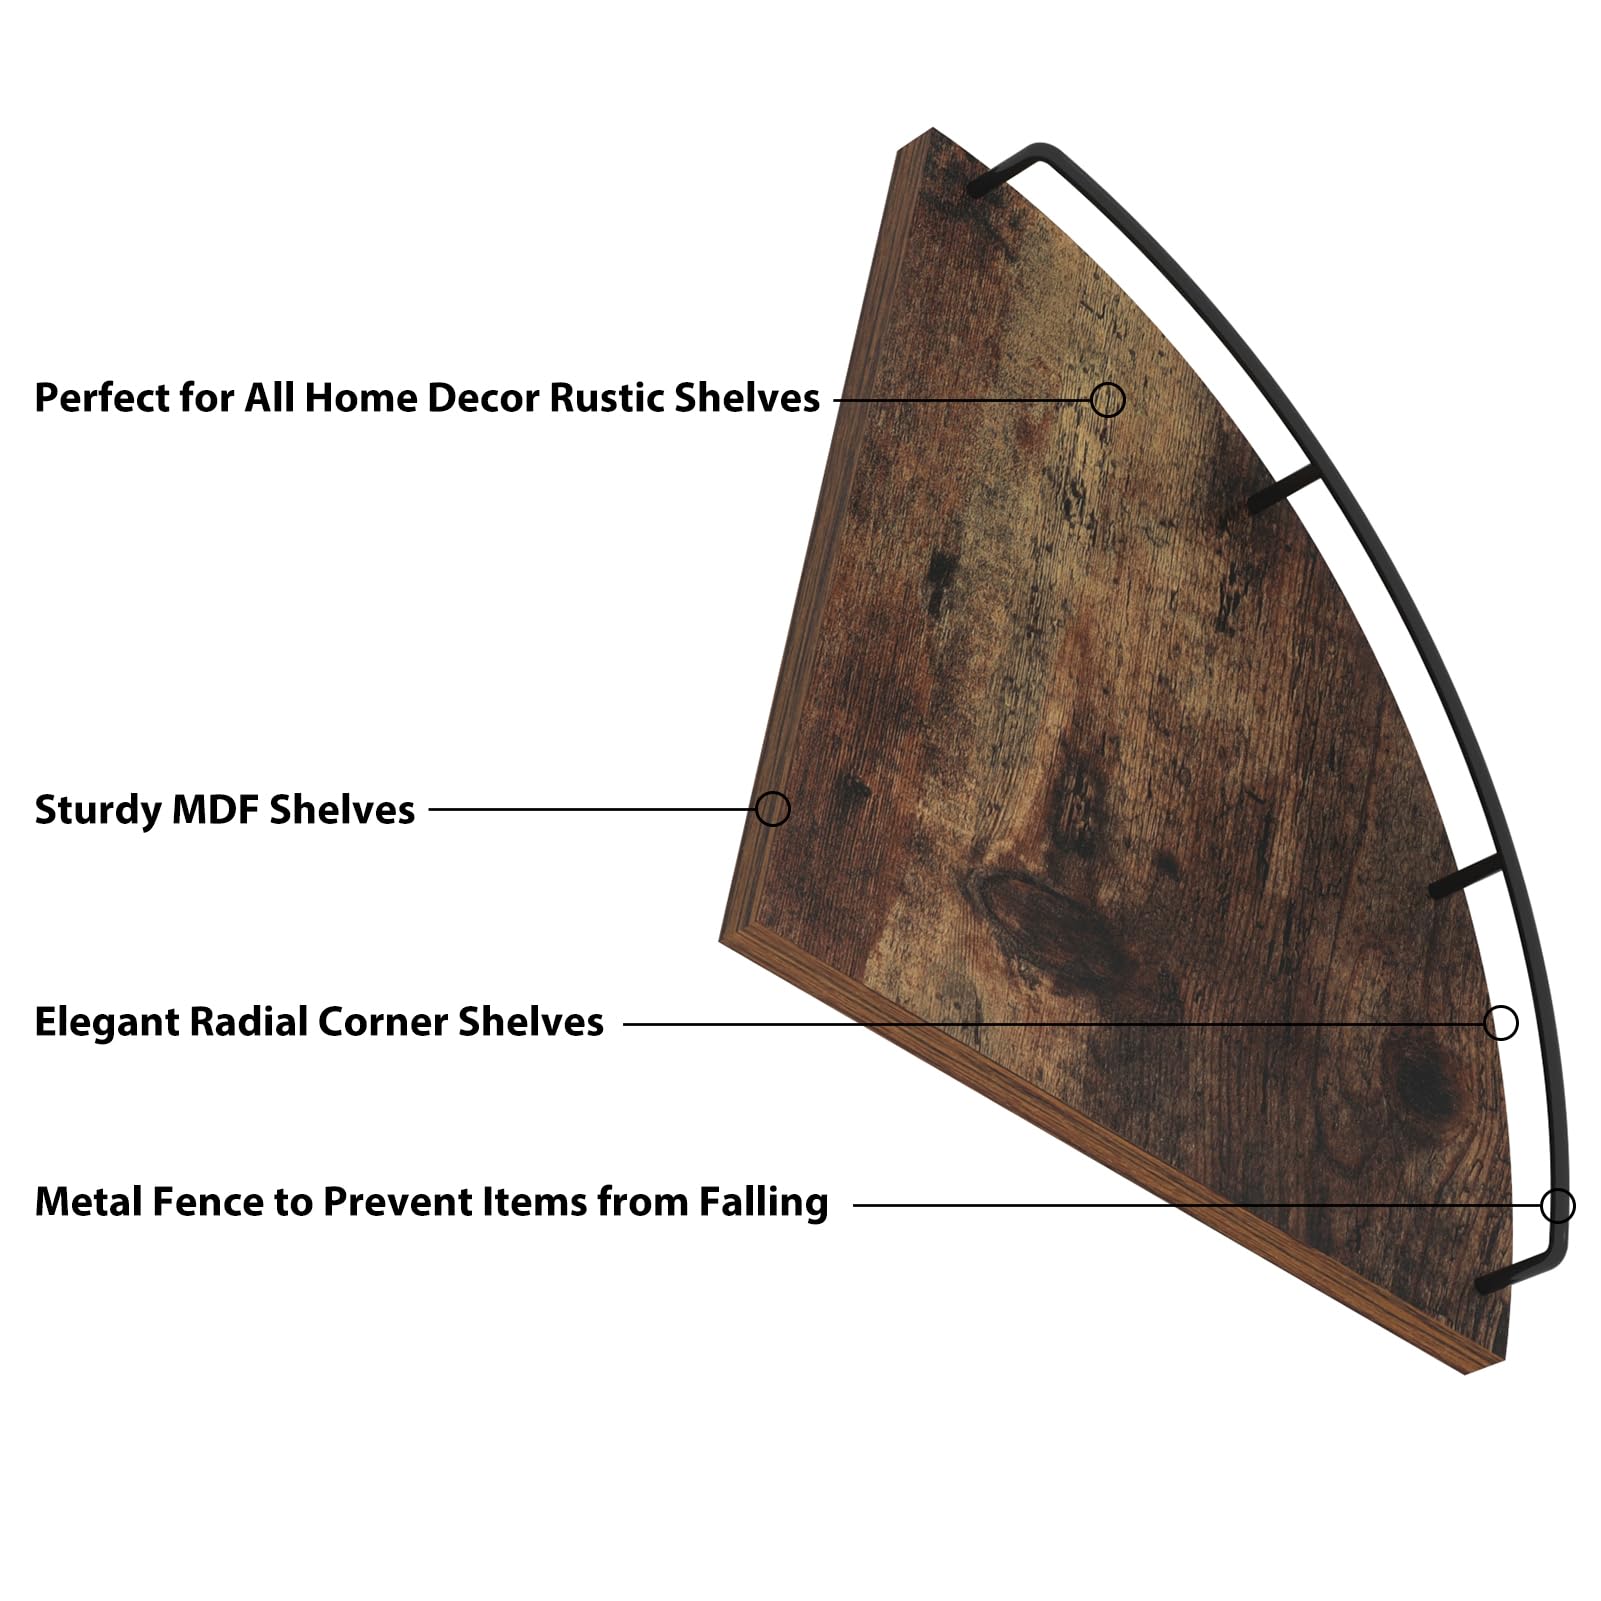 Perfect for All Home Decor Rustic Shelves
Sturdy MDF Shelves
Elegant Radial Corner Shelves
Metal Fence to Prevent Items from Falling